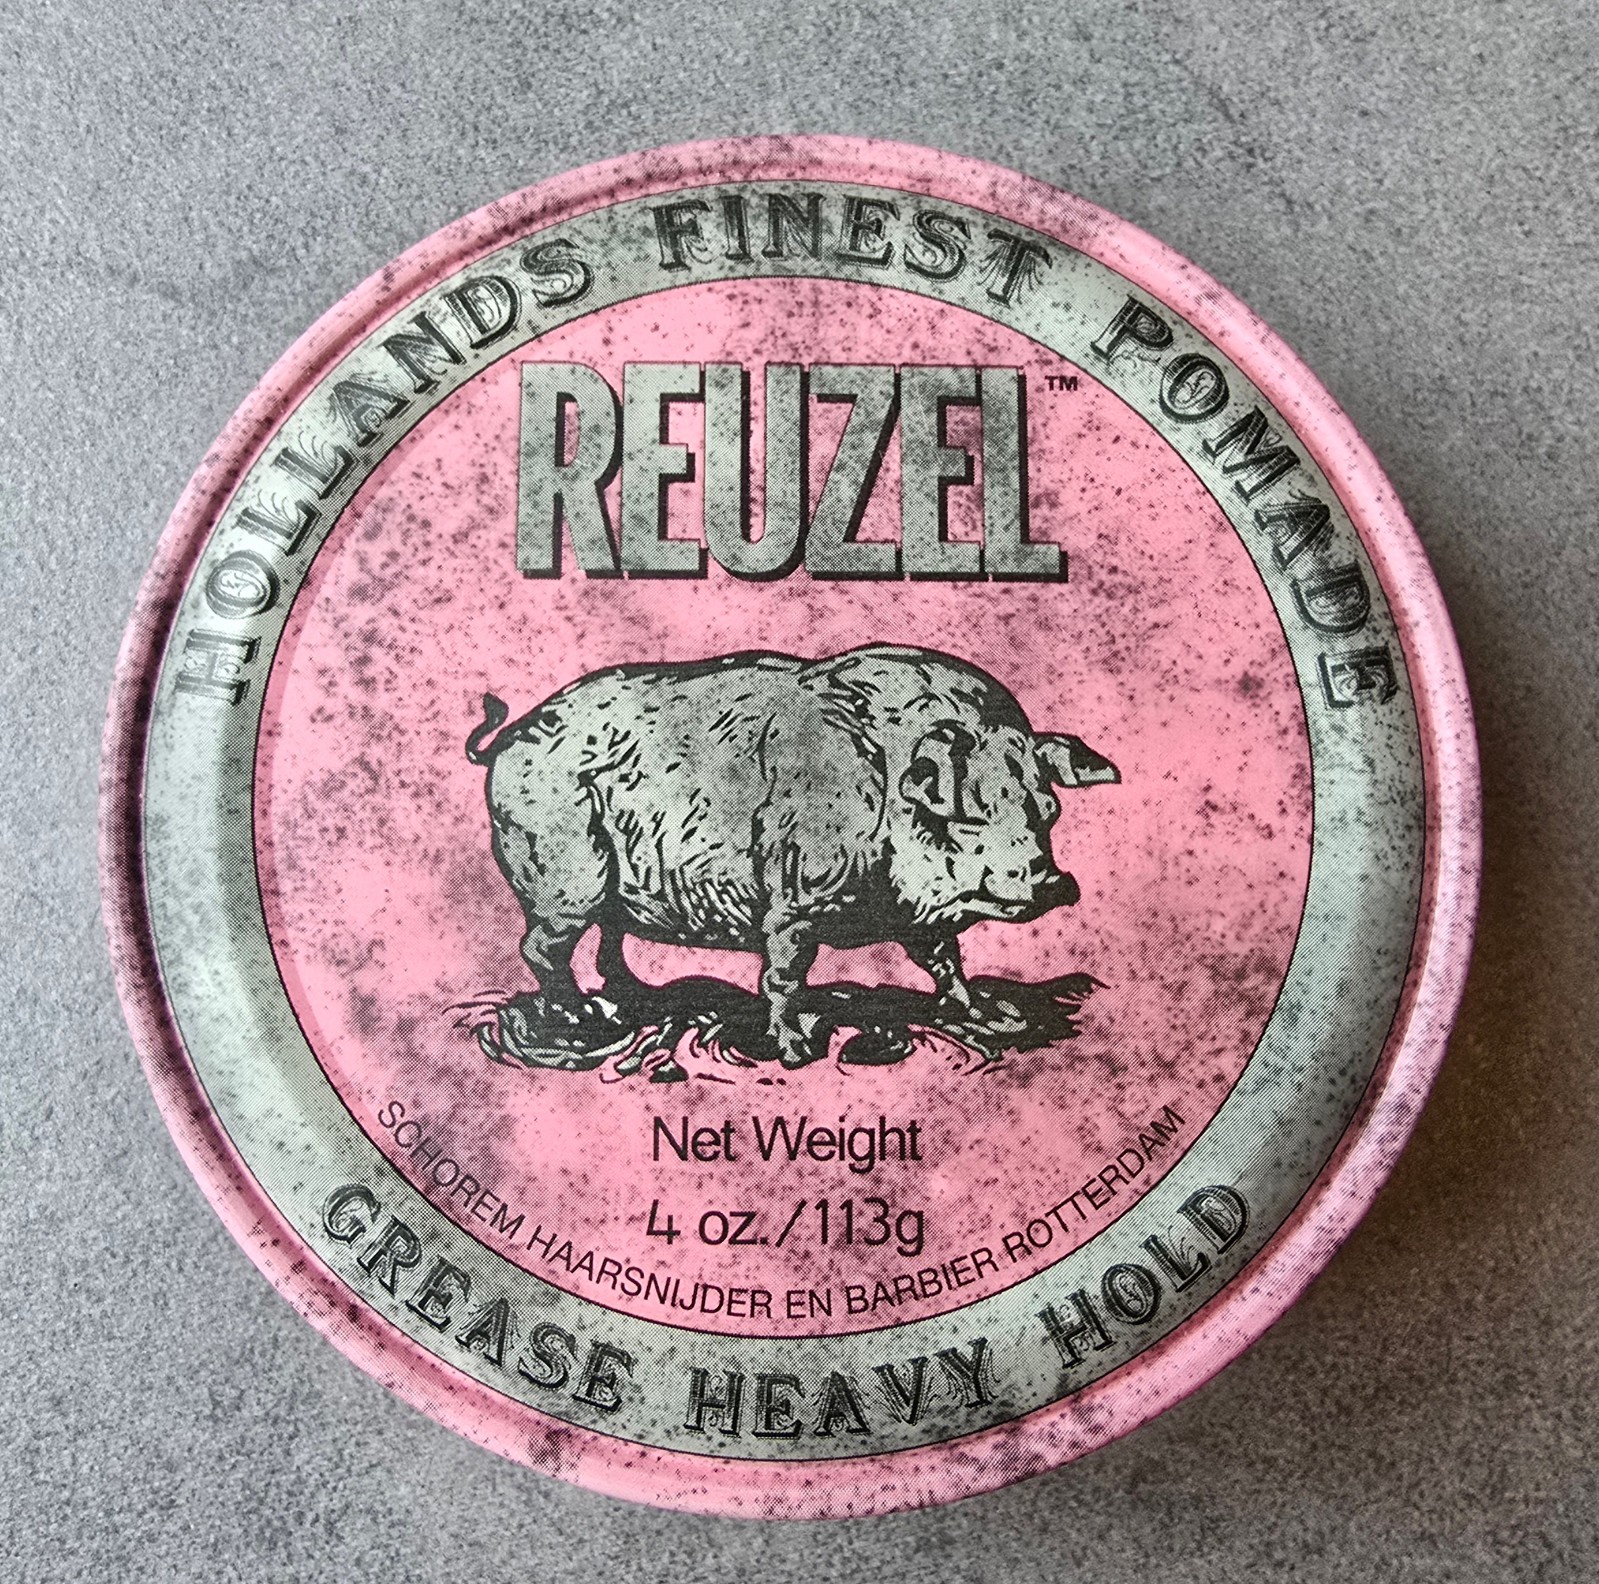 HOLLANDS FINEST POMADE
REUZEL™
Net Weight
4 oz./113g
SCHOREM HAARSNIJDER EN BARBIER ROTTERDAM
GREASE HEAVY HOLD